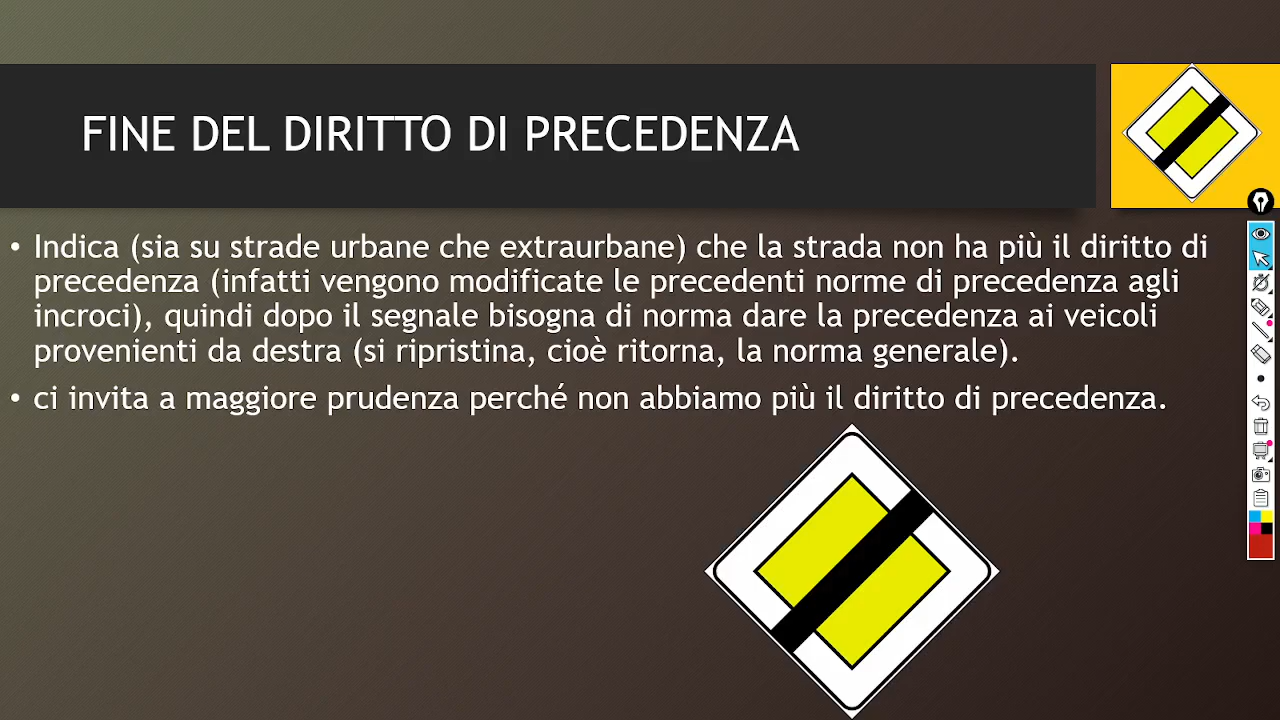 FINE DEL DIRITTO DI PRECEDENZA
• Indica (sia su strade urbane che extraurbane) che la strada non ha più il diritto di
precedenza (infatti vengono modificate le precedenti norme di precedenza agli
incroci), quindi dopo il segnale bisogna di norma dare la precedenza ai veicoli
provenienti da destra (si ripristina, cioè ritorna, la norma generale).
• ci invita a maggiore prudenza perché non abbiamo più il diritto di precedenza.